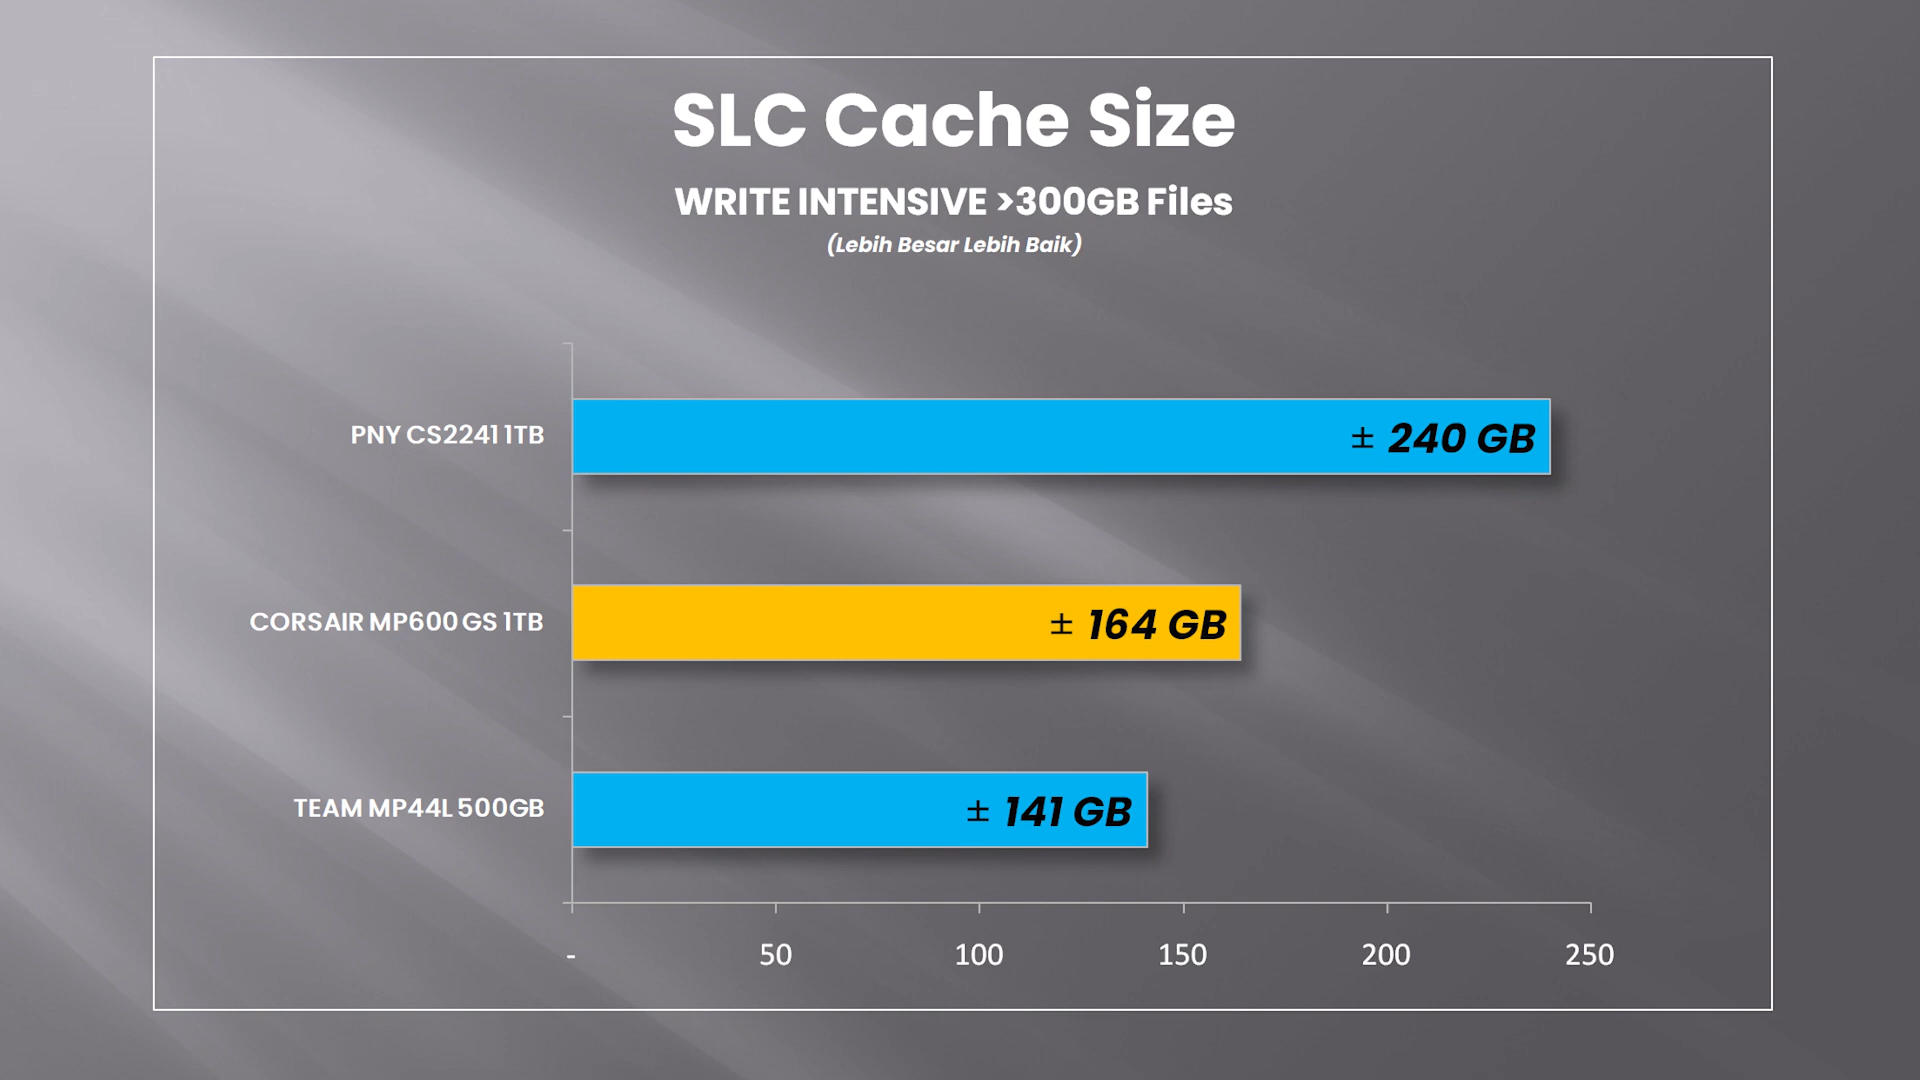 SLC Cache Size
WRITE INTENSIVE >300GB Files
(Lebih Besar Lebih Baik)
PNY CS2241 1TB
± 240 GB
CORSAIR MP600 GS 1TB
± 164 GB
TEAM MP44L 500GB
± 141 GB
- 50 100 150 200 250